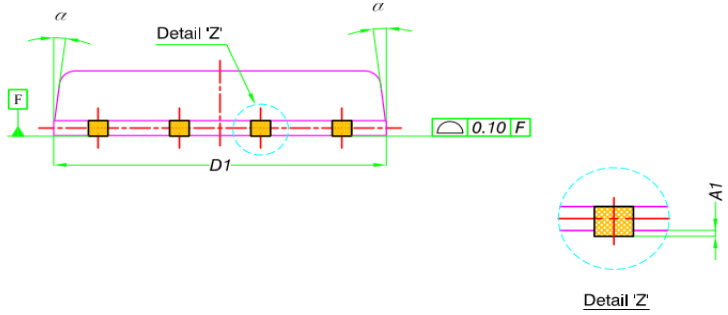 α
α
Detail 'Z'
F
0.10 F
D1
A1
Detail 'Z'